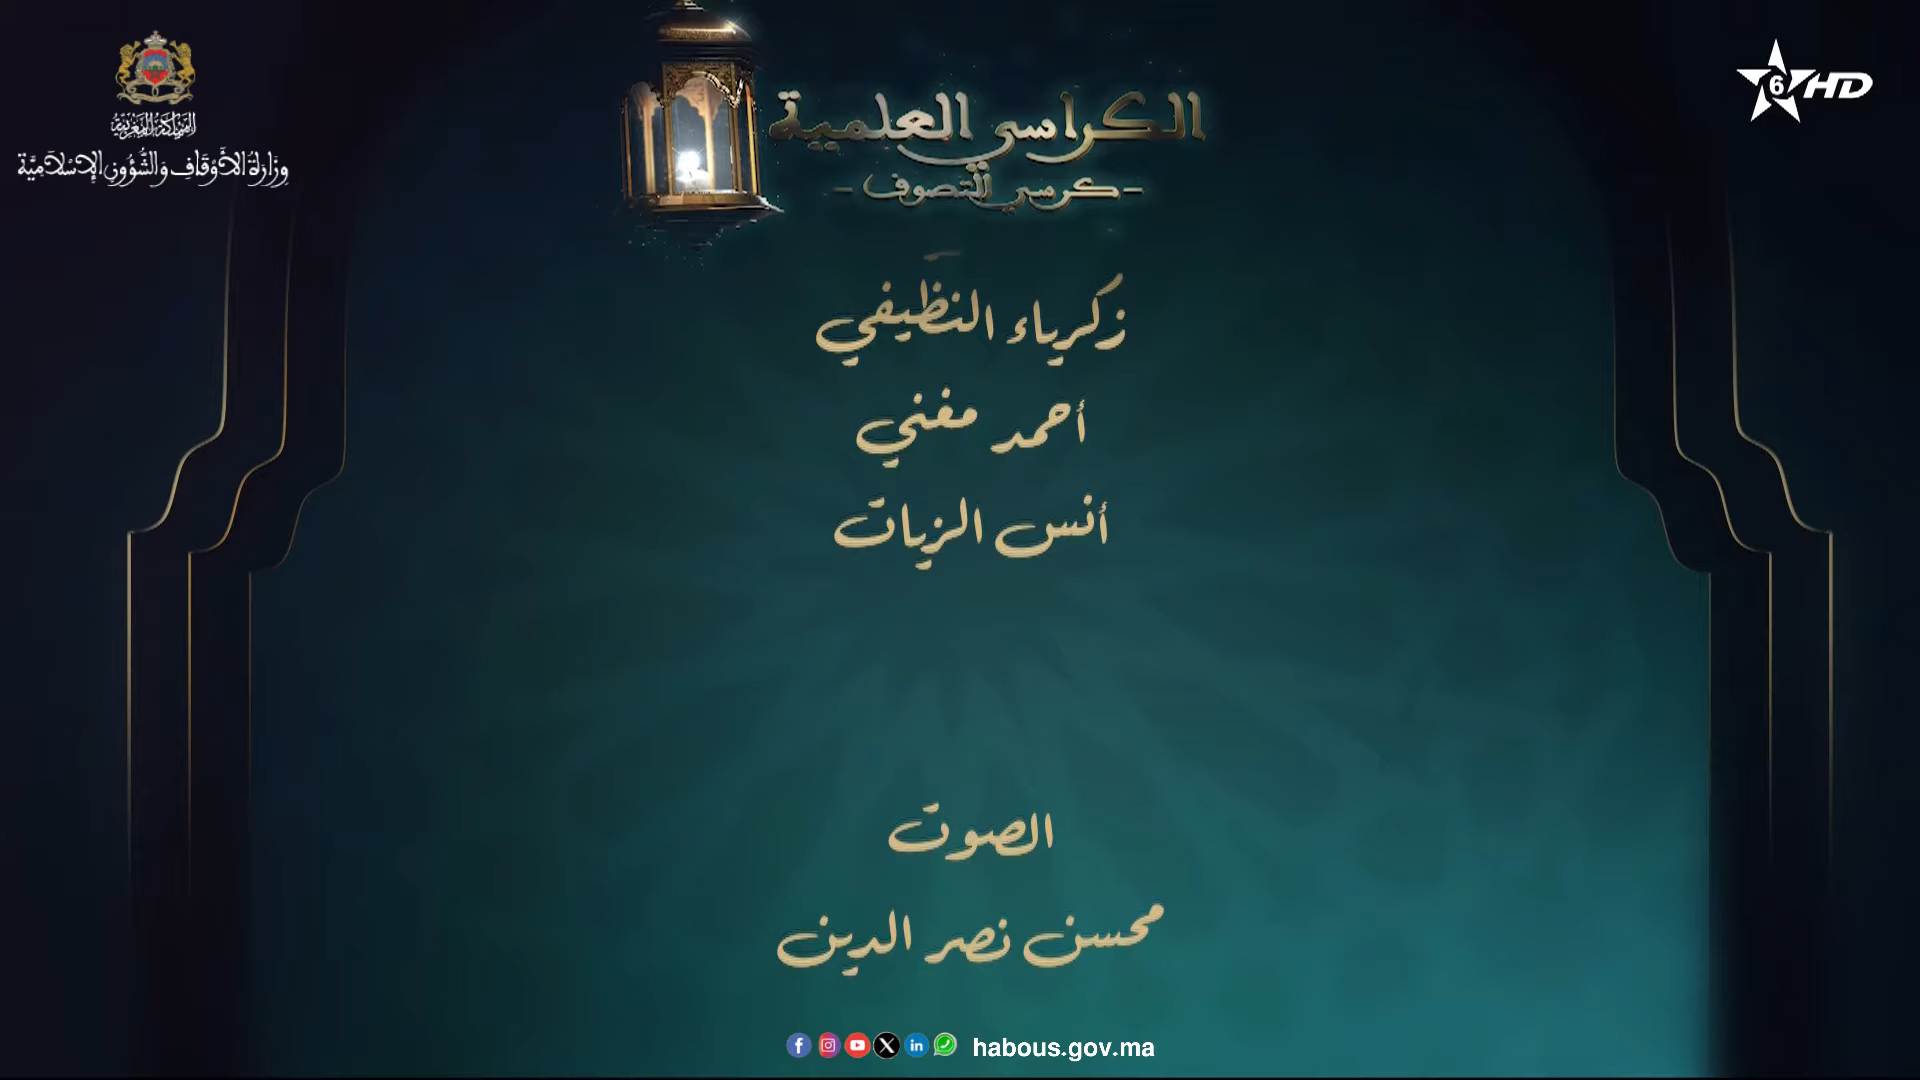 المملكة المغربية
وزارة الأوقاف والشؤون الإسلامية
6 HD
الكراسي العلمية
-كرسي التصوف-
زكرياء النظيفي
أحمد مغني
أنس الزيات
الصوت
محسن نصر الدين
habous.gov.ma